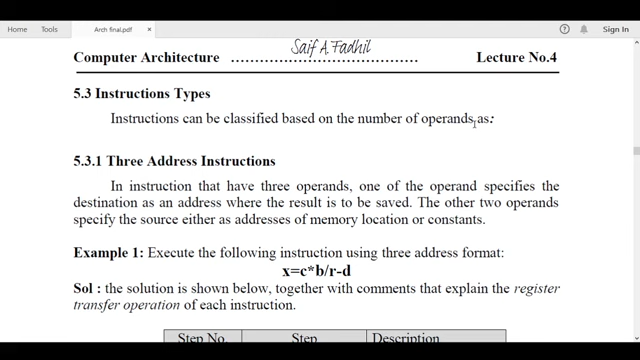 Home Tools Arch final.pdf × Sign In
Saif A. Fadhil
Computer Architecture ....................................... Lecture No.4
5.3 Instructions Types
Instructions can be classified based on the number of operands as:
5.3.1 Three Address Instructions
In instruction that have three operands, one of the operand specifies the
destination as an address where the result is to be saved. The other two operands
specify the source either as addresses of memory location or constants.
Example 1: Execute the following instruction using three address format:
x=c*b/r-d
Sol : the solution is shown below, together with comments that explain the register
transfer operation of each instruction.
Step No. Step Description